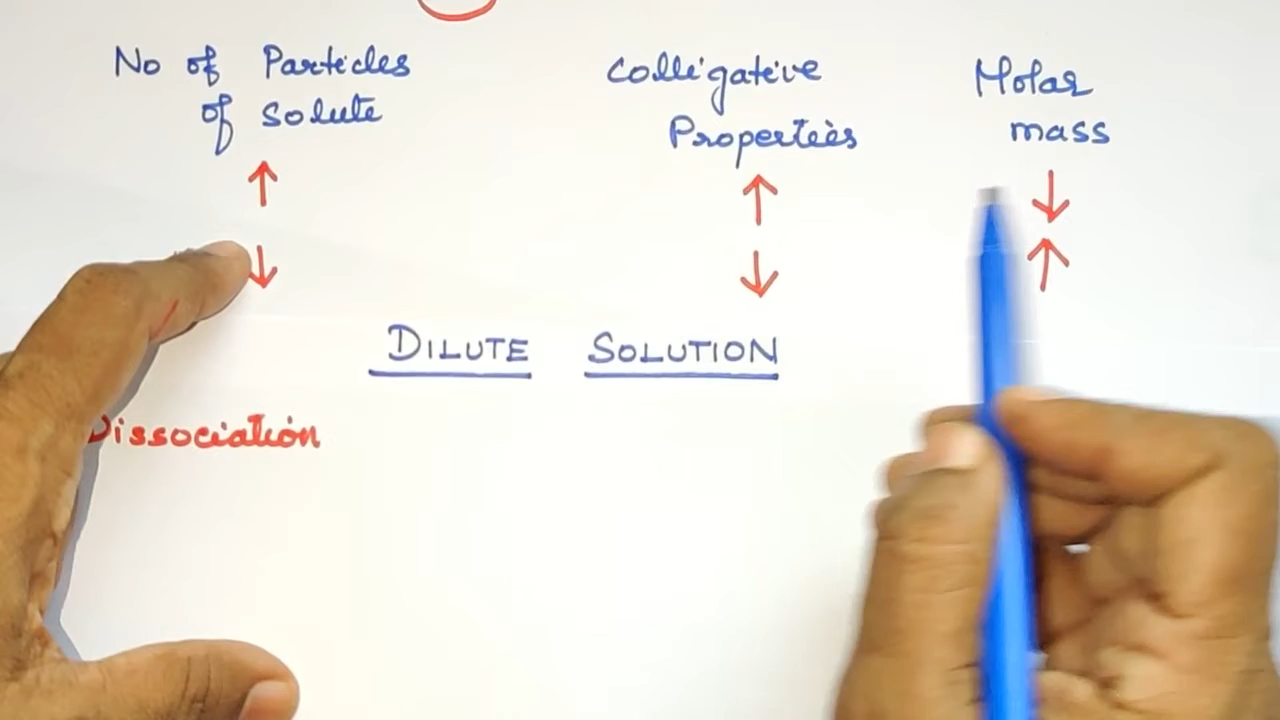 No of Particles
of Solute
Colligative
Properties
Molar
mass
↑ ↑ ↓
↓ ↓ ↑
DILUTE SOLUTION
Dissociation